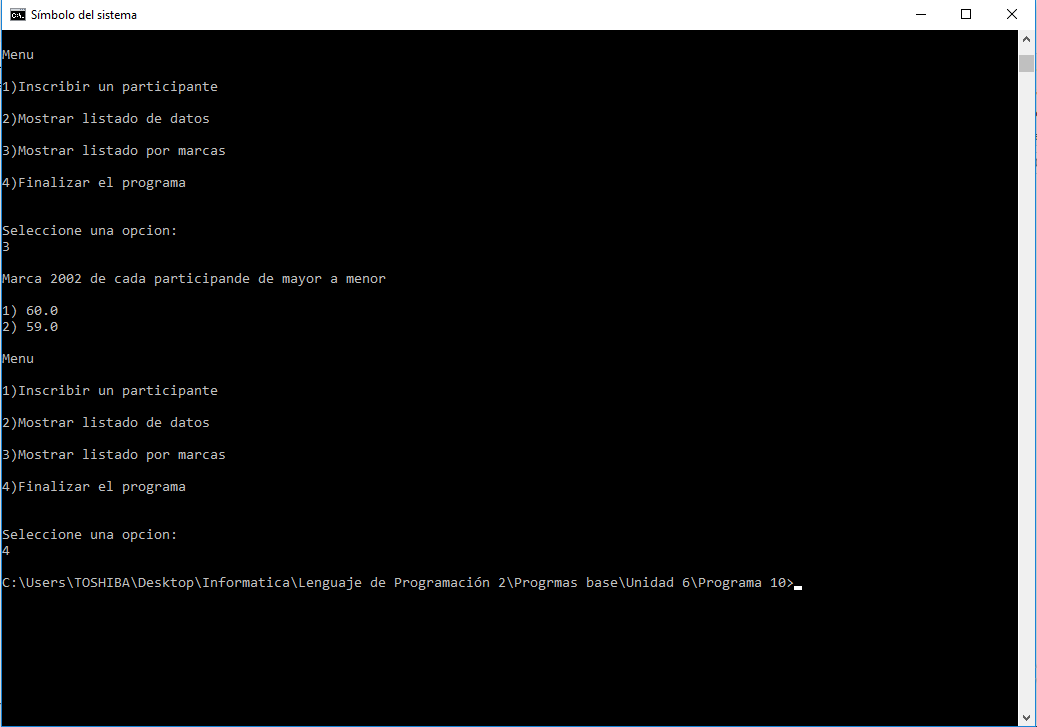 C:\. Símbolo del sistema
Menu
1)Inscribir un participante
2)Mostrar listado de datos
3)Mostrar listado por marcas
4)Finalizar el programa
Seleccione una opcion:
3
Marca 2002 de cada participande de mayor a menor
1) 60.0
2) 59.0
Menu
1)Inscribir un participante
2)Mostrar listado de datos
3)Mostrar listado por marcas
4)Finalizar el programa
Seleccione una opcion:
4
C:\Users\TOSHIBA\Desktop\Informatica\Lenguaje de Programación 2\Progrmas base\Unidad 6\Programa 10>